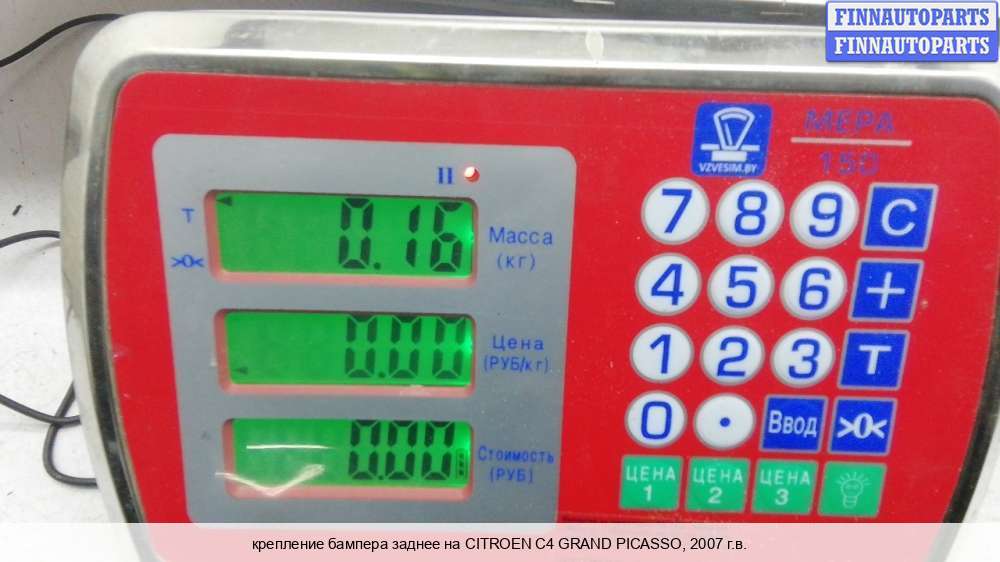 FINNAUTOPARTS
FINNAUTOPARTS
МЕРА
150
VZVESIM.BY
II
T
0.16
Масса
(кг)
>0<
0.00
Цена
(РУБ/кг)
0.00
Стоимость
(РУБ)
7 8 9 C
4 5 6 +
1 2 3 T
0 . Ввод >0<
ЦЕНА 1 ЦЕНА 2 ЦЕНА 3
крепление бампера заднее на CITROEN C4 GRAND PICASSO, 2007 г.в.